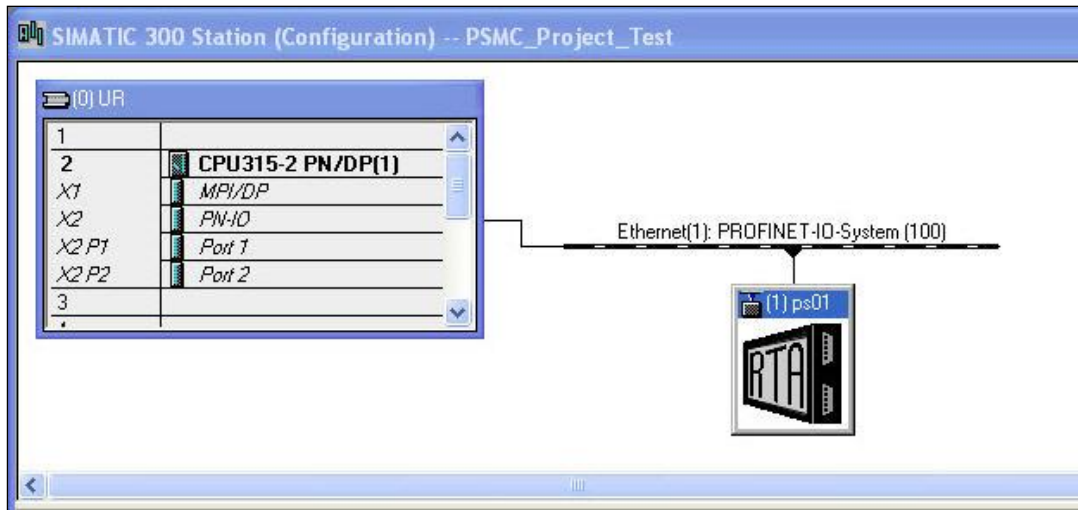 SIMATIC 300 Station (Configuration) -- PSMC_Project_Test
(0) UR
1
2 CPU315-2 PN/DP(1)
X1 MPI/DP
X2 PN-IO
X2 P1 Port 1
X2 P2 Port 2
3
Ethernet(1): PROFINET-IO-System (100)
(1) ps01
RTA